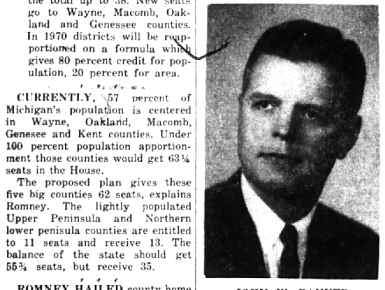 the total up to 38. New seats
go to Wayne, Macomb, Oak-
land and Genessee counties.
In 1970 districts will be reap-
portioned on a formula which
gives 80 percent credit for pop-
ulation, 20 percent for area.
CURRENTLY, 57 percent of
Michigan's population is centered
in Wayne, Oakland, Macomb,
Genesee and Kent counties. Under
100 percent population apportion-
ment those counties would get 63¼
seats in the House.
The proposed plan gives these
five big counties 62 seats, explains
Romney. The lightly populated
Upper Peninsula and Northern
lower penisula counties are entitled
to 11 seats and receive 13. The
balance of the state should get
55¾ seats, but receive 35.
ROMNEY HAILED county home
JOHN W.